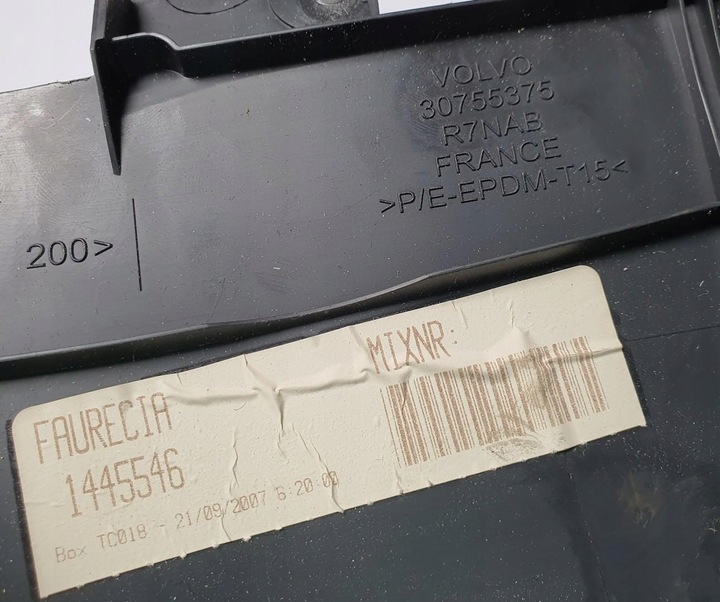 VOLVO
30755375
R7NAB
FRANCE
>P/E-EPDM-T15<
200>
MIXNR:
FAURECIA
1445546
Box TC018 - 21/09/2007 6:20:00